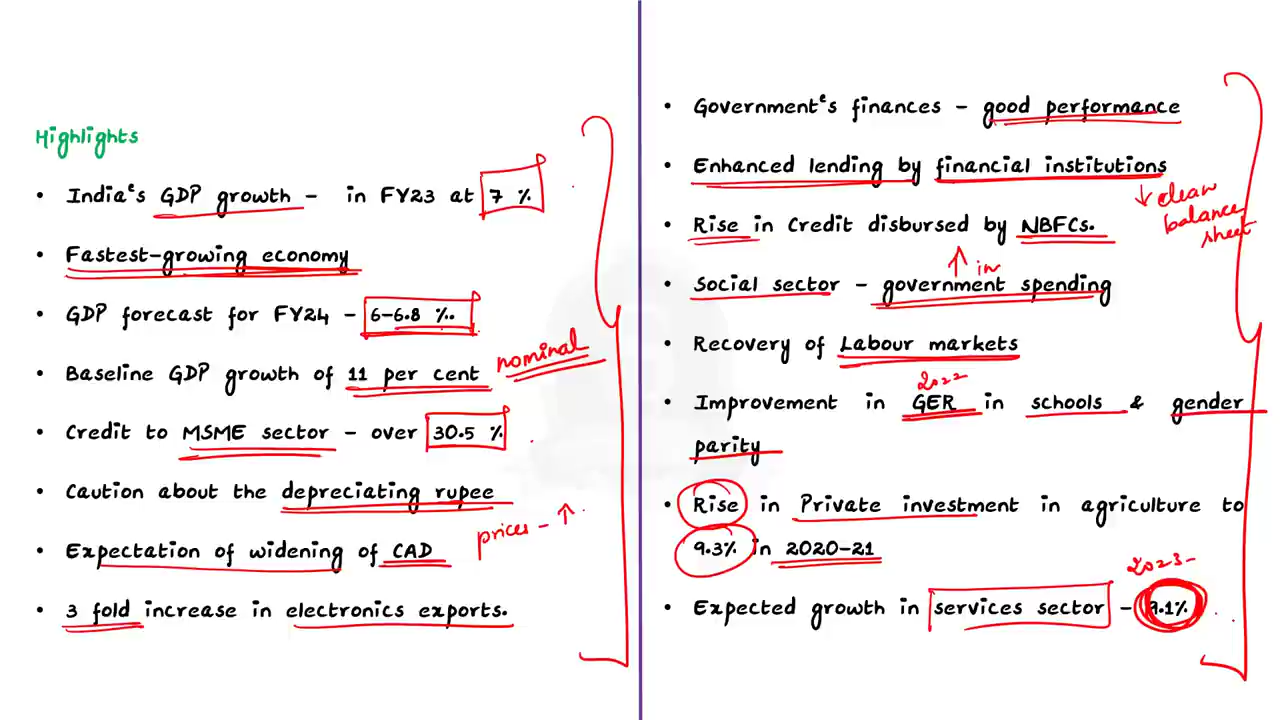 Highlights
• India's GDP growth - in FY23 at 7 %
• Fastest-growing economy
• GDP forecast for FY24 - 6-6.8 %.
nominal
• Baseline GDP growth of 11 per cent
• Credit to MSME sector - over 30.5 %
• Caution about the depreciating rupee
prices - ↑
• Expectation of widening of CAD
• 3 fold increase in electronics exports.
• Government's finances - good performance
• Enhanced lending by financial institutions
↓ clean
balance
sheet
• Rise in Credit disbursed by NBFCs.
↑ in
• Social sector - government spending
• Recovery of Labour markets
2022
• Improvement in GER in schools & gender
parity
• Rise in Private investment in agriculture to
9.3% in 2020-21
2023-
• Expected growth in services sector - 9.1%